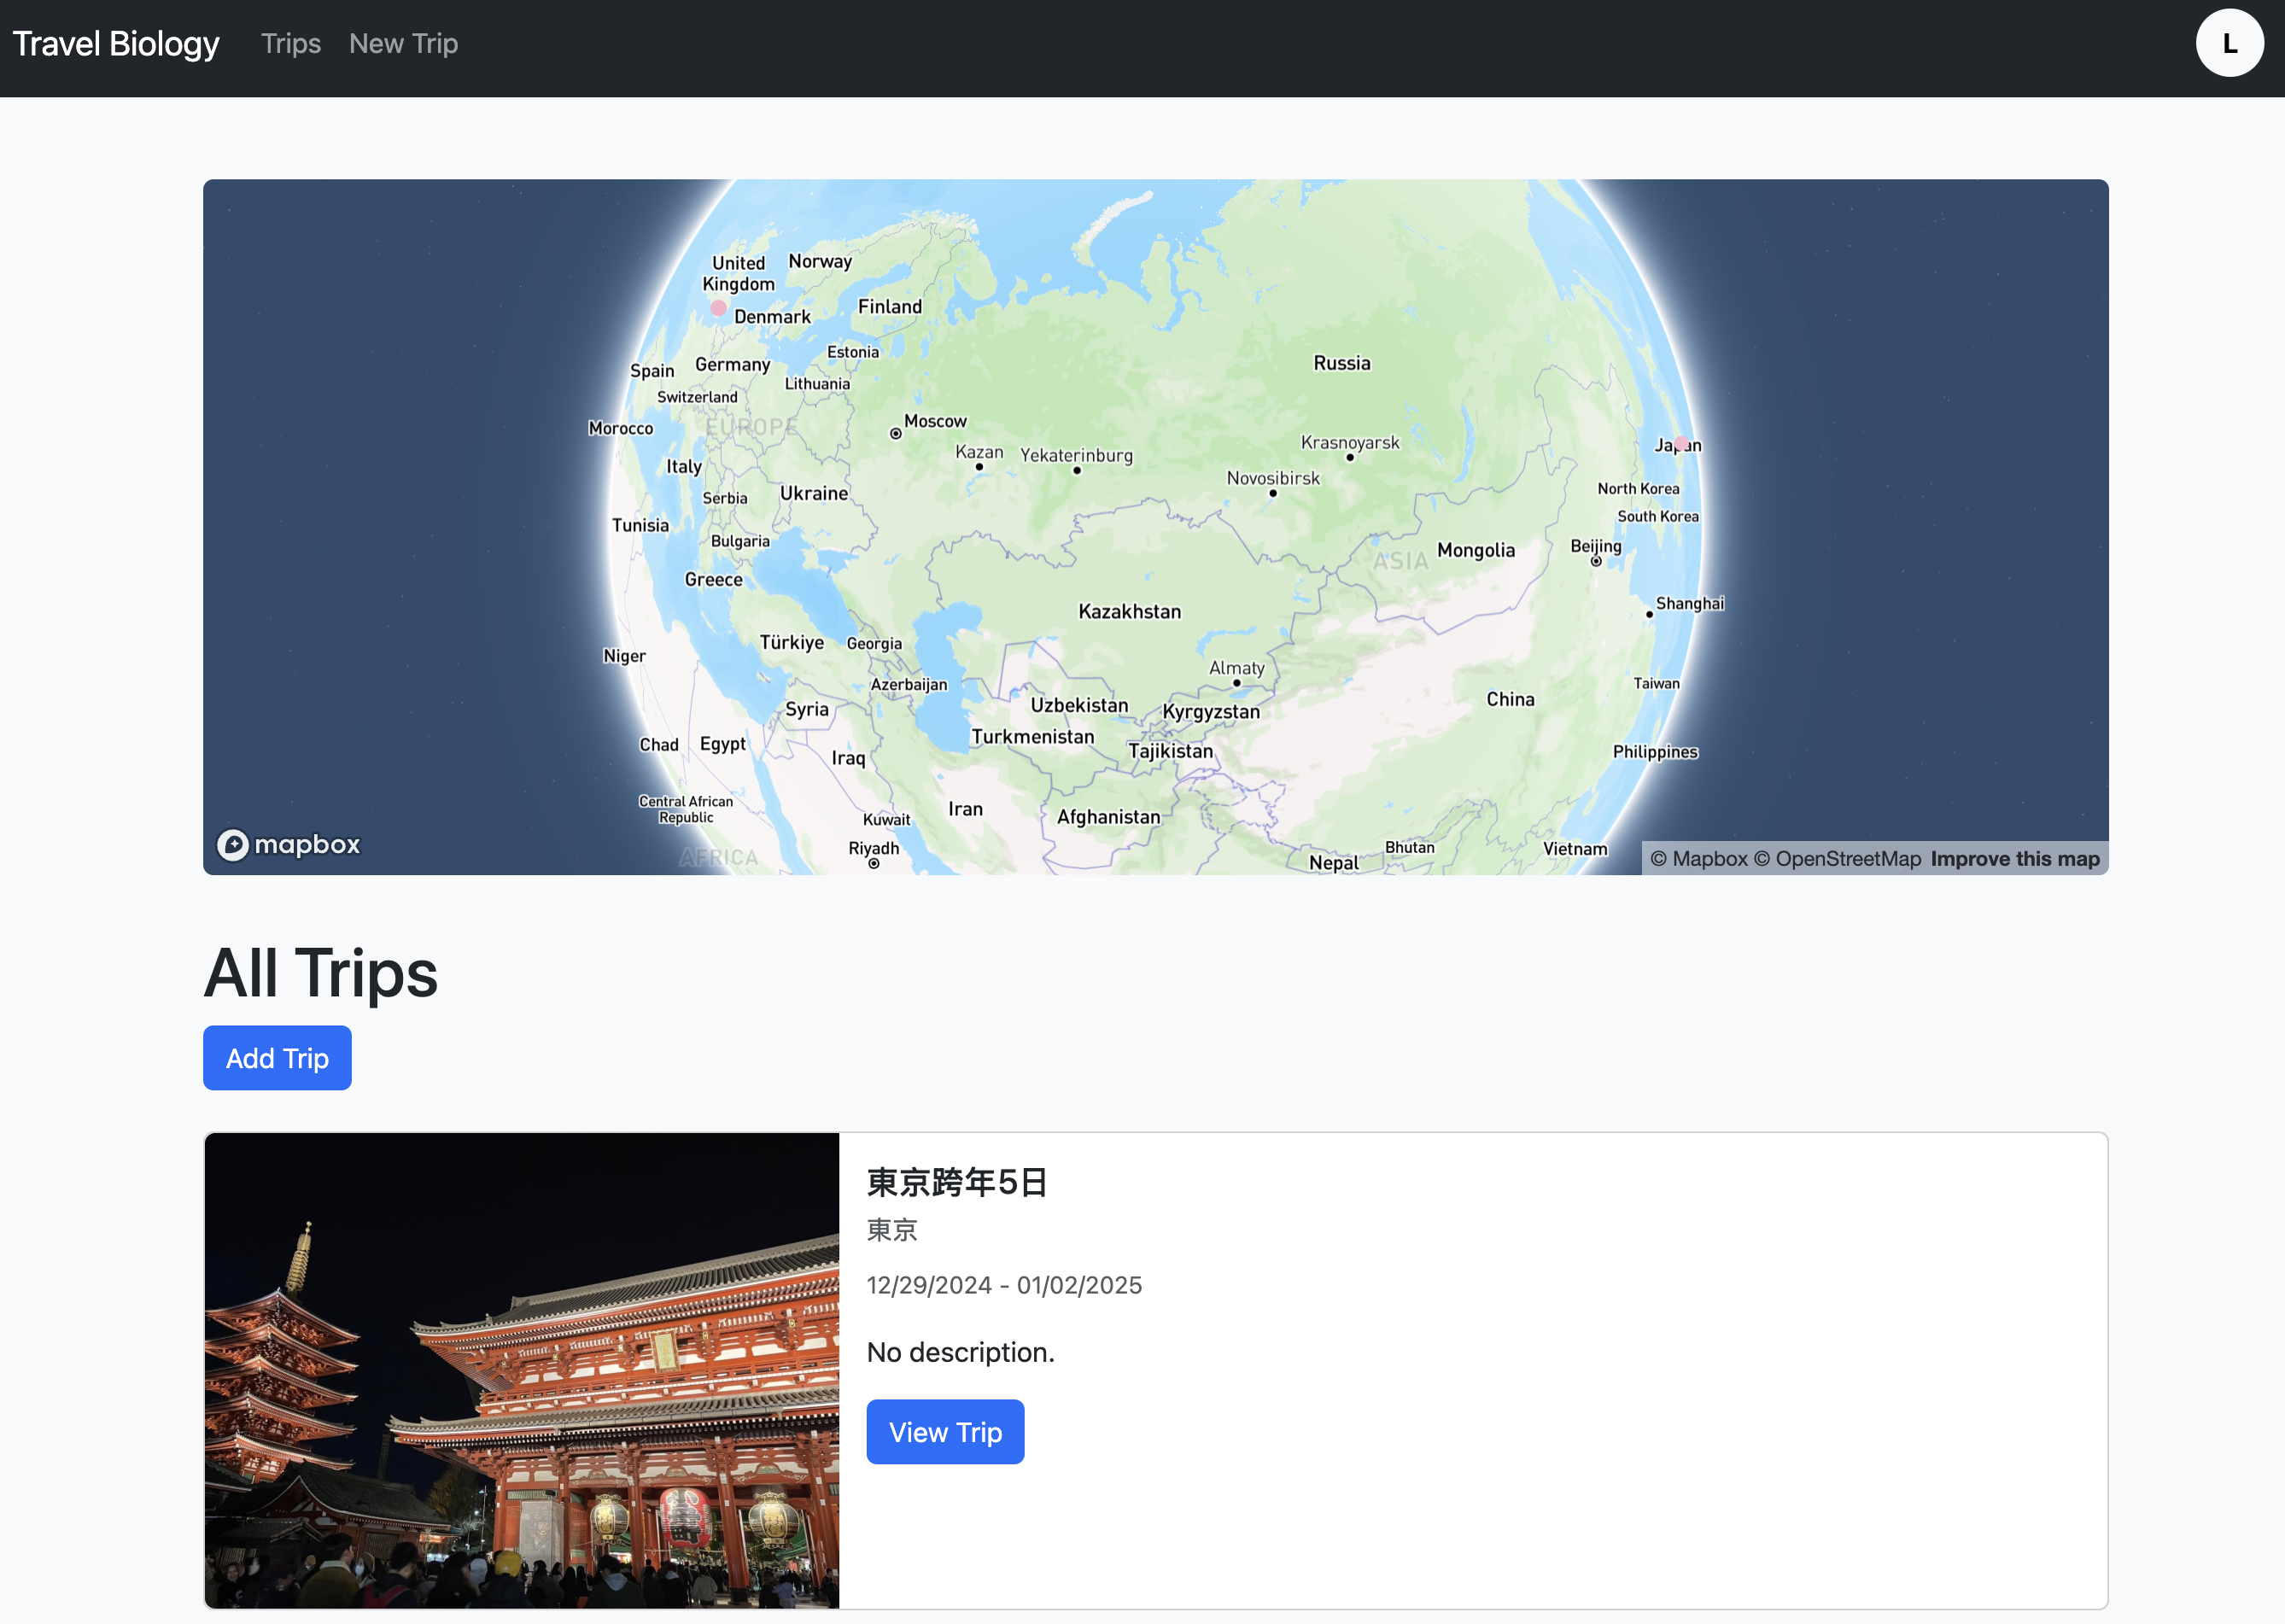 Travel Biology
Trips
New Trip
L
United
Kingdom
Norway
Finland
Denmark
Estonia
Spain
Germany
Lithuania
Switzerland
Russia
Morocco
EUROPE
Moscow
Kazan
Yekaterinburg
Krasnoyarsk
Japan
Italy
Novosibirsk
Serbia
Ukraine
North Korea
South Korea
Tunisia
Bulgaria
ASIA
Mongolia
Beijing
Greece
Kazakhstan
Shanghai
Türkiye
Georgia
Niger
Almaty
Azerbaijan
Taiwan
Syria
Uzbekistan
Kyrgyzstan
China
Chad
Egypt
Turkmenistan
Tajikistan
Philippines
Iraq
Central African
Republic
Iran
Kuwait
Afghanistan
AFRICA
Riyadh
Nepal
Bhutan
Vietnam
mapbox
© Mapbox © OpenStreetMap Improve this map
All Trips
Add Trip
東京跨年5日
東京
12/29/2024 - 01/02/2025
No description.
View Trip